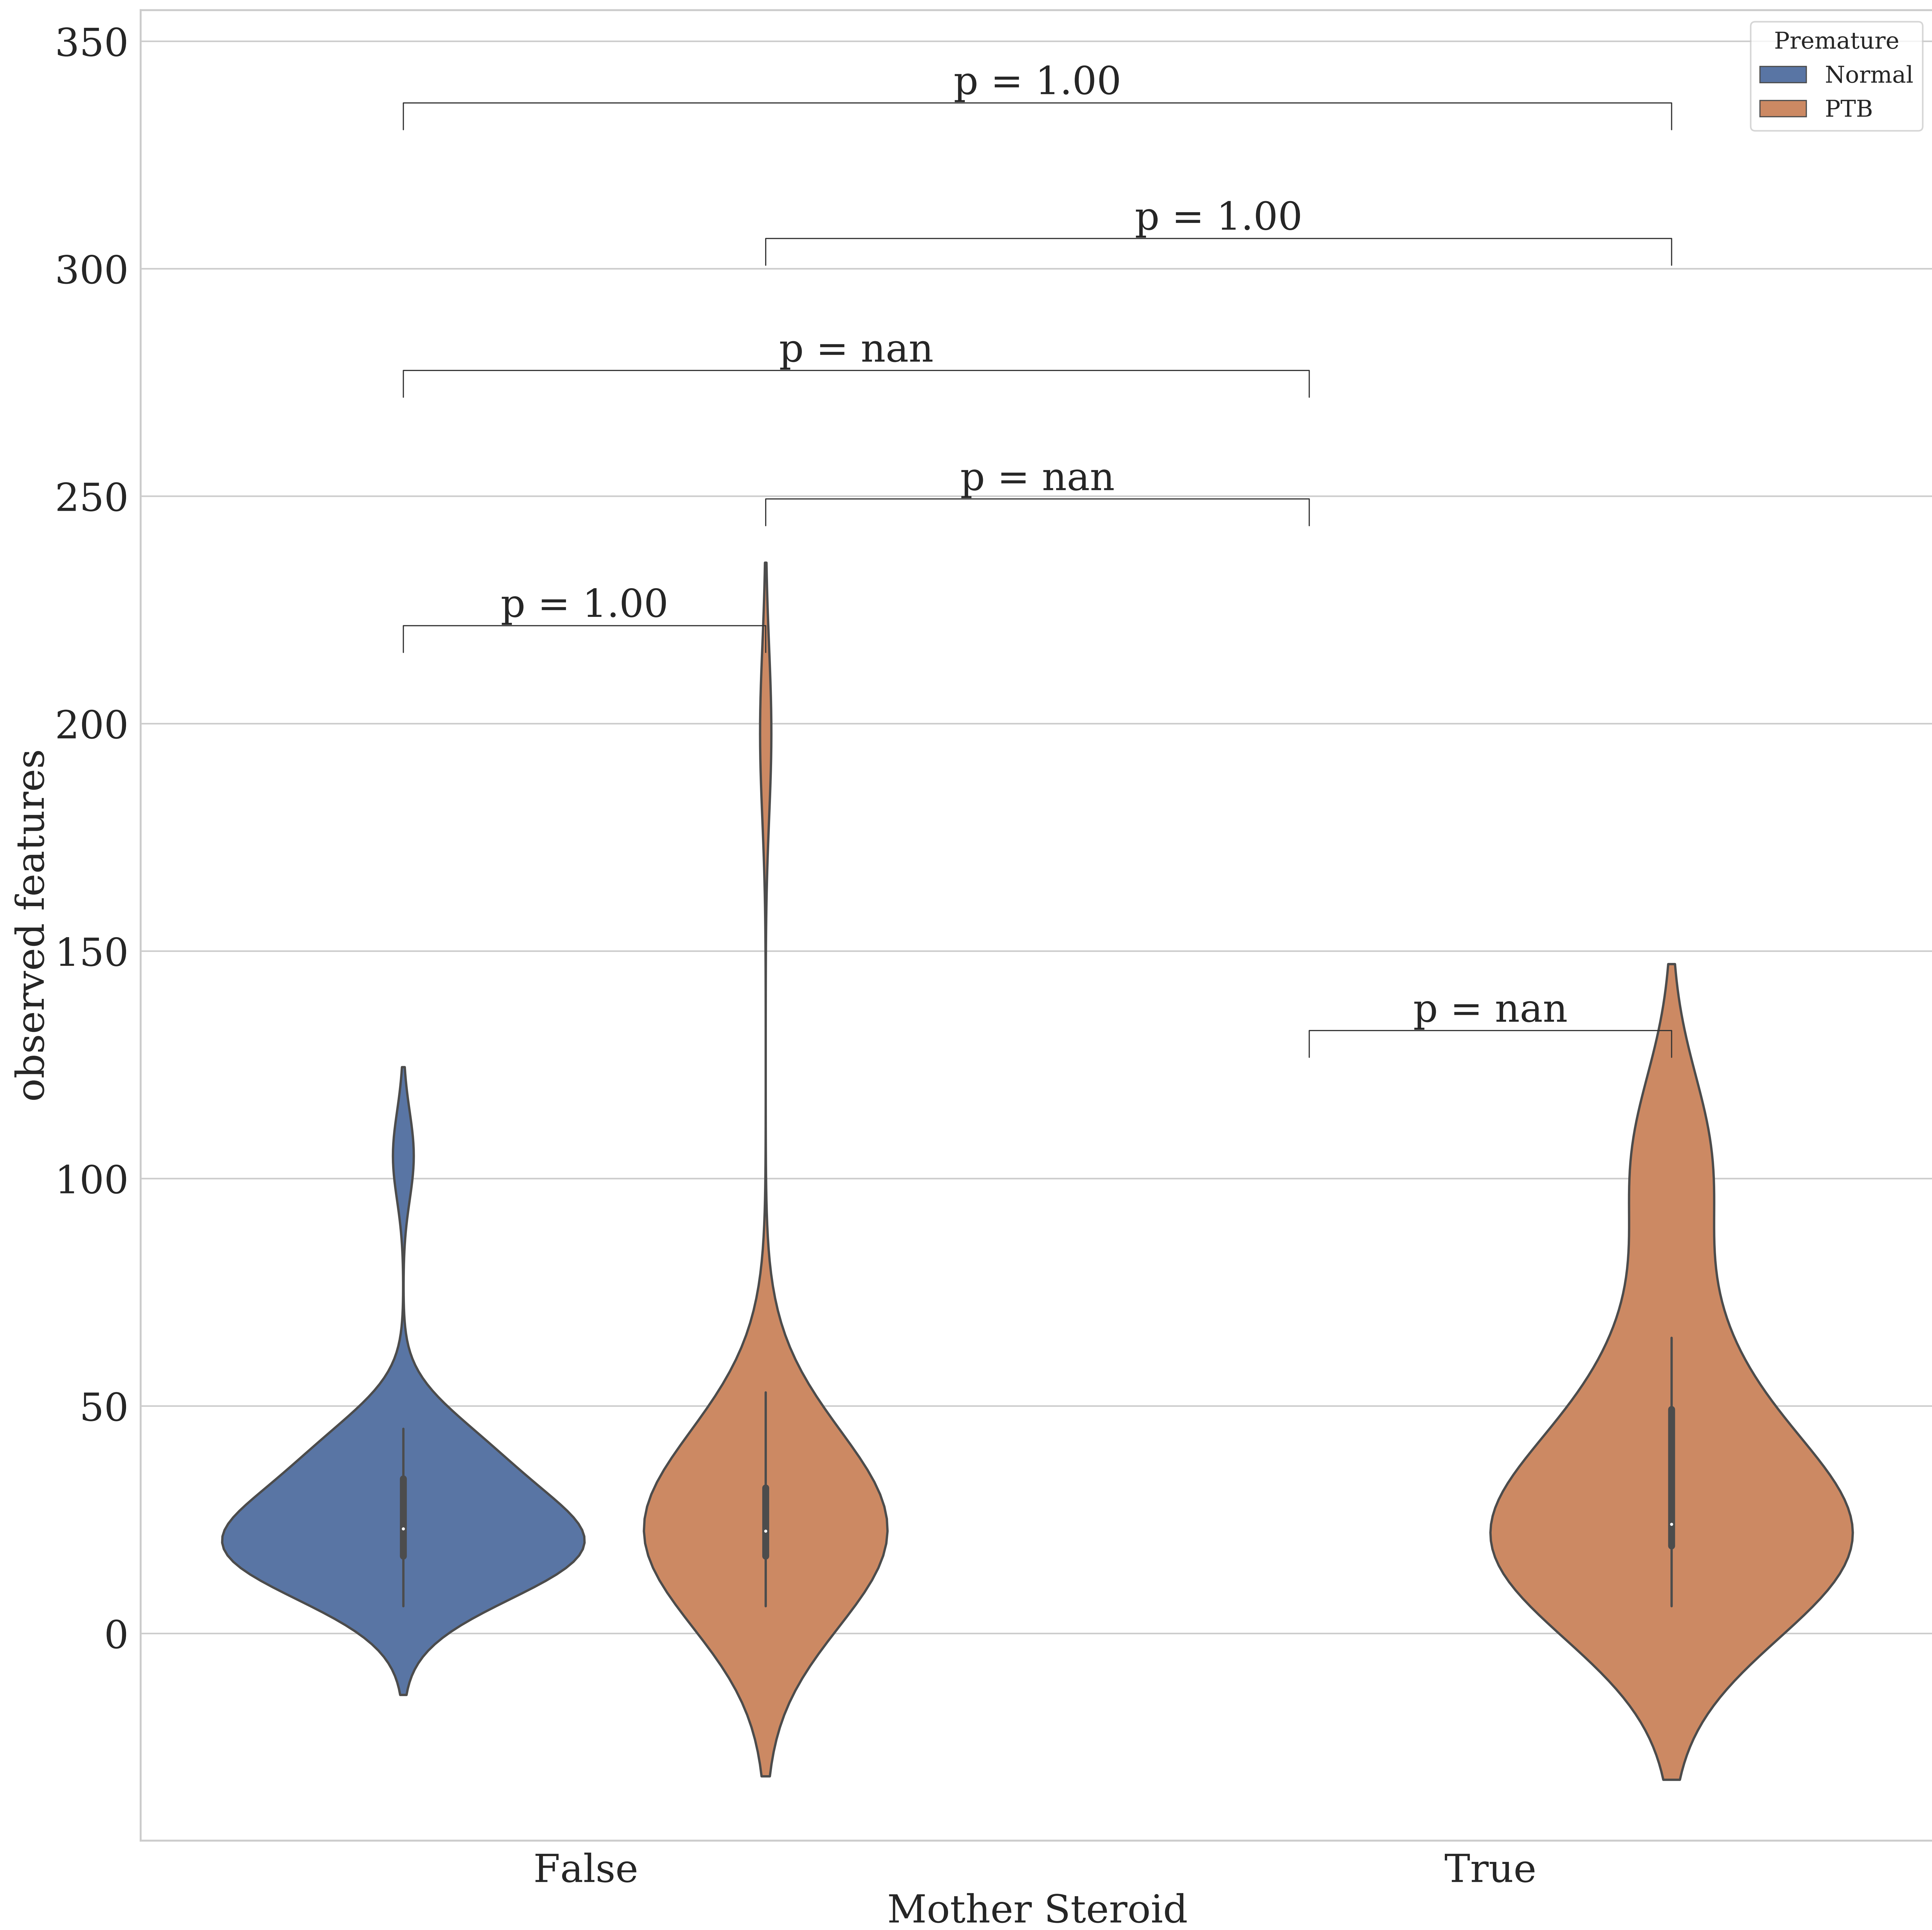 350
Premature
Normal
PTB
p = 1.00
p = 1.00
300
p = nan
250
p = nan
p = 1.00
200
observed features
150
p = nan
100
50
0
False
True
Mother Steroid